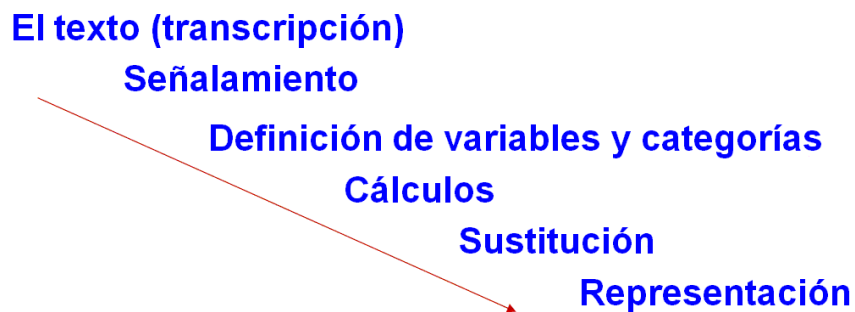 El texto (transcripción)
Señalamiento
Definición de variables y categorías
Cálculos
Sustitución
Representación